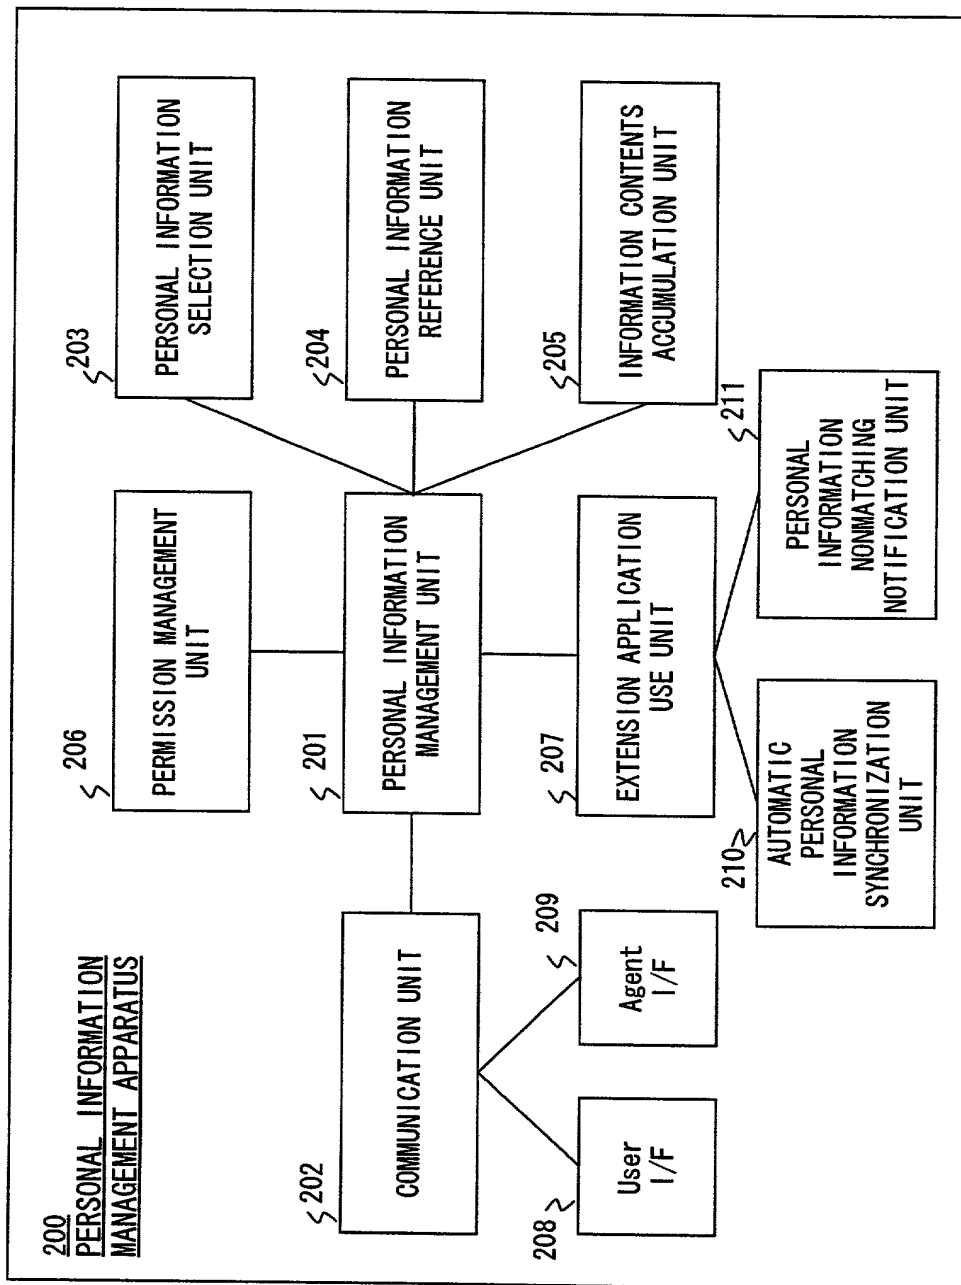 200
PERSONAL INFORMATION
MANAGEMENT APPARATUS
202
COMMUNICATION UNIT
208
User
I/F
209
Agent
I/F
206
PERMISSION MANAGEMENT
UNIT
201
PERSONAL INFORMATION
MANAGEMENT UNIT
207
EXTENSION APPLICATION
USE UNIT
210
AUTOMATIC
PERSONAL
INFORMATION
SYNCHRONIZATION
UNIT
211
PERSONAL
INFORMATION
NONMATCHING
NOTIFICATION UNIT
203
PERSONAL INFORMATION
SELECTION UNIT
204
PERSONAL INFORMATION
REFERENCE UNIT
205
INFORMATION CONTENTS
ACCUMULATION UNIT